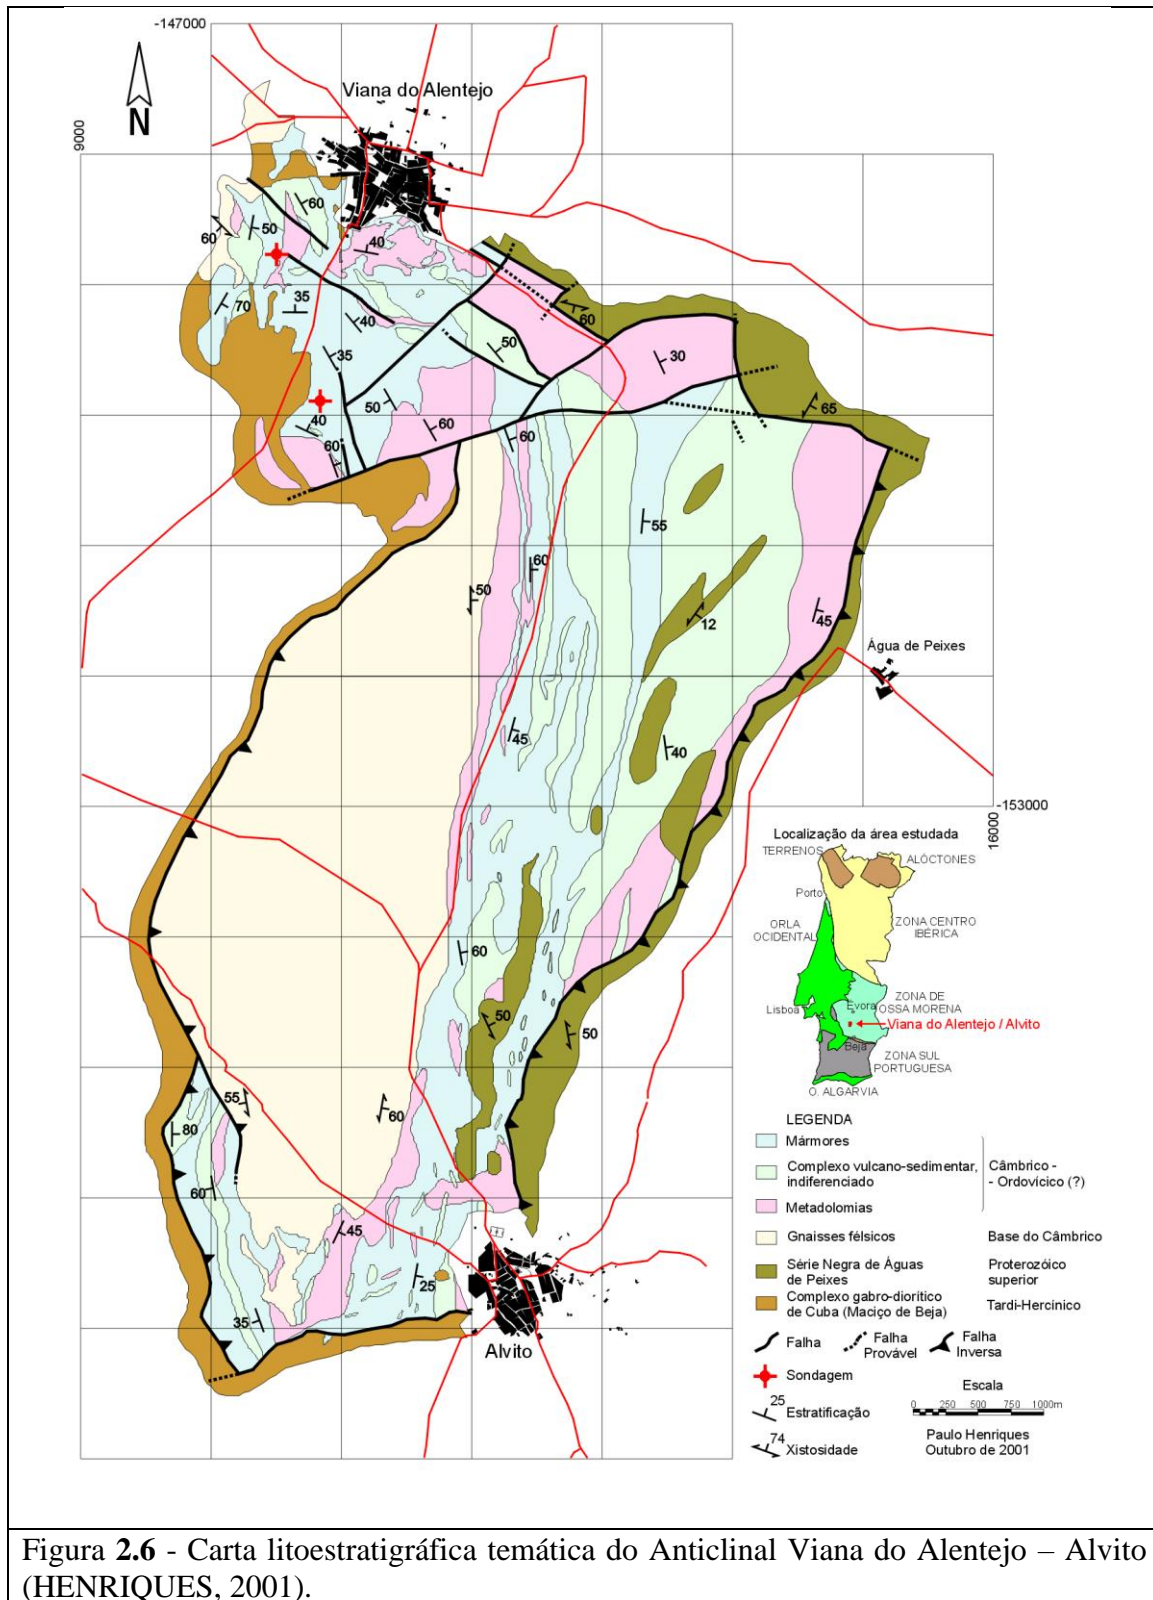 -147000
Viana do Alentejo
N
9000
60
50
60
40
70
35
40
60
35
50
30
50
65
40
60
60
60
55
50
60
12
45
Água de Peixes
45
40
-153000
16000
Localização da área estudada
TERRENOS
ALÓCTONES
Porto
ORLA
OCIDENTAL
ZONA CENTRO
IBÉRICA
60
50
50
Lisboa
Évora
ZONA DE
OSSA MORENA
Viana do Alentejo / Alvito
Beja
ZONA SUL
PORTUGUESA
O. ALGARVIA
55
60
80
60
45
25
35
Alvito
LEGENDA
Mármores
Complexo vulcano-sedimentar,
indiferenciado
Câmbrico -
- Ordovícico (?)
Metadolomias
Gnaisses félsicos
Base do Câmbrico
Série Negra de Águas
de Peixes
Proterozóico
superior
Complexo gabro-diorítico
de Cuba (Maciço de Beja)
Tardi-Hercínico
Falha
Falha
Provável
Falha
Inversa
Sondagem
Escala
25
Estratificação
0 250 500 750 1000m
74
Xistosidade
Paulo Henriques
Outubro de 2001
Figura 2.6 - Carta litoestratigráfica temática do Anticlinal Viana do Alentejo – Alvito
(HENRIQUES, 2001).